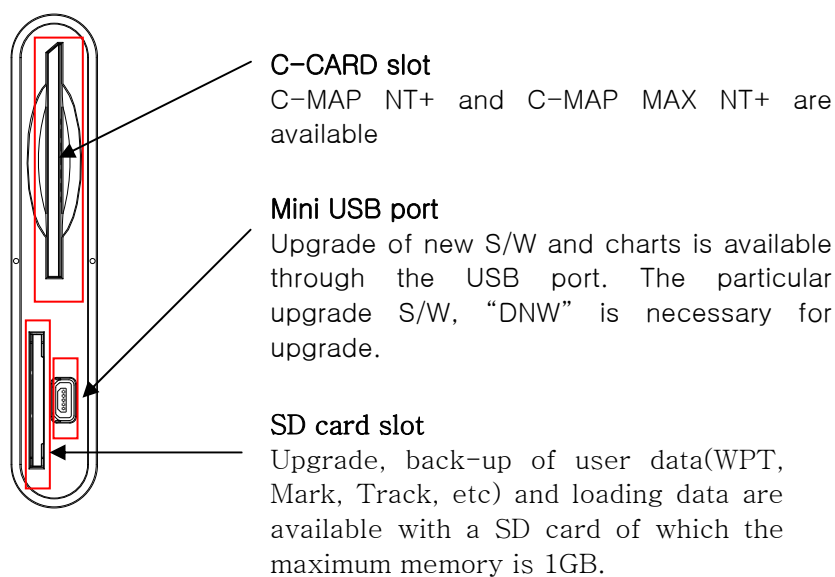 C-CARD slot
C-MAP NT+ and C-MAP MAX NT+ are
available
Mini USB port
Upgrade of new S/W and charts is available
through the USB port. The particular
upgrade S/W, “DNW” is necessary for
upgrade.
SD card slot
Upgrade, back-up of user data(WPT,
Mark, Track, etc) and loading data are
available with a SD card of which the
maximum memory is 1GB.